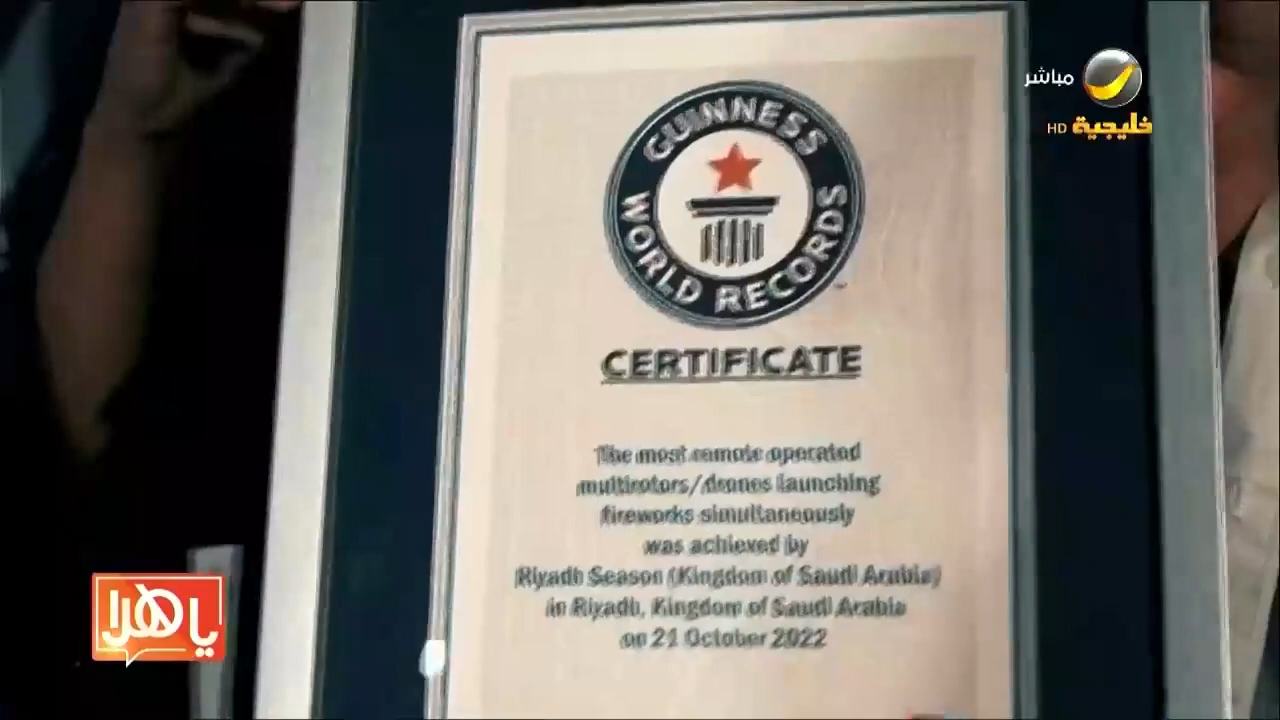 مباشر
خليجية HD
GUINNESS
WORLD RECORDS
CERTIFICATE
The most remote operated
multirotors/drones launching
fireworks simultaneously
was achieved by
Riyadh Season (Kingdom of Saudi Arabia)
in Riyadh, Kingdom of Saudi Arabia
on 21 October 2022
ياهلا